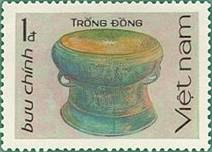 TRỐNG ĐỒNG
1đ
bưu chính
Việt nam